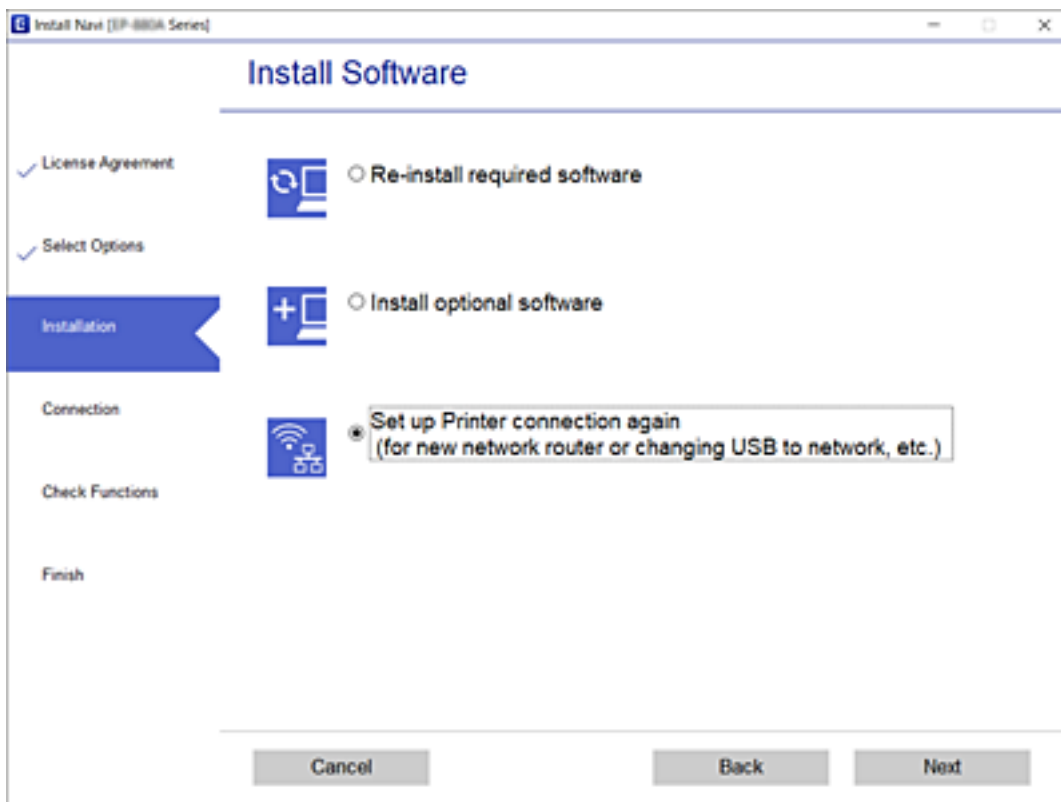 Install Navi [EP-880A Series]
Install Software
License Agreement
Select Options
Installation
Connection
Check Functions
Finish
Re-install required software
Install optional software
Set up Printer connection again
(for new network router or changing USB to network, etc.)
Cancel
Back
Next